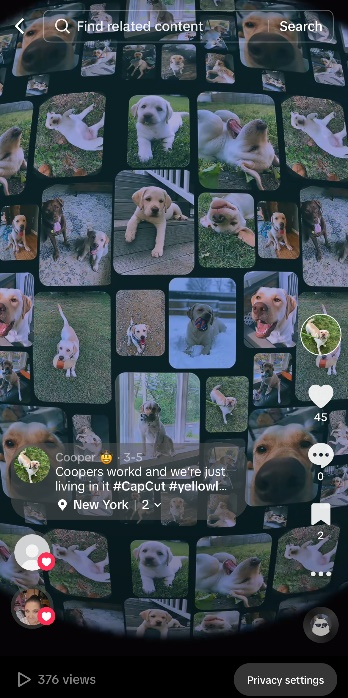 Find related content
Search
45
0
Cooper 🤠 · 3-5
Coopers workd and we're just
living in it #CapCut #yellowl...
New York | 2
2
376 views
Privacy settings